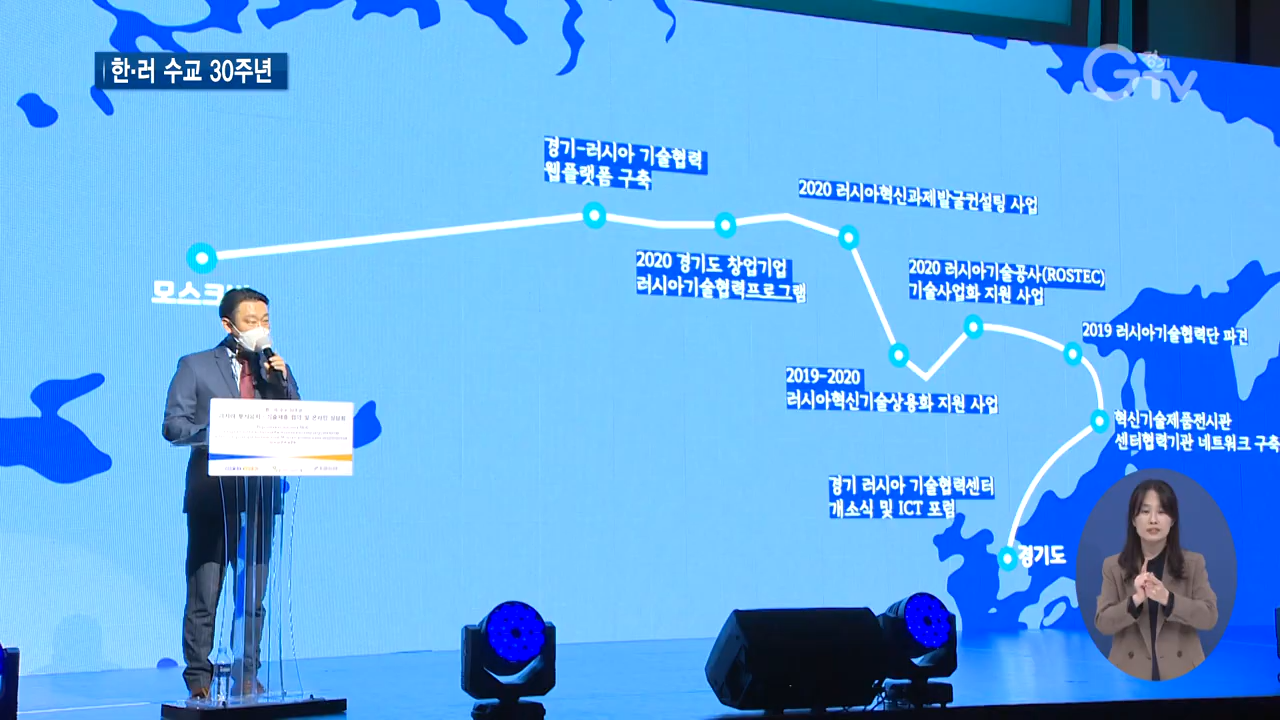 한·러 수교 30주년
경기
GTV
경기-러시아 기술협력
웹플랫폼 구축
2020 러시아혁신과제발굴컨설팅 사업
2020 경기도 창업기업
러시아기술협력프로그램
2020 러시아기술공사(ROSTEC)
기술사업화 지원 사업
모스크바
2019 러시아기술협력단 파견
2019-2020
러시아혁신기술상용화 지원 사업
혁신기술제품전시관
센터협력기관 네트워크 구축
경기 러시아 기술협력센터
개소식 및 ICT 포럼
경기도